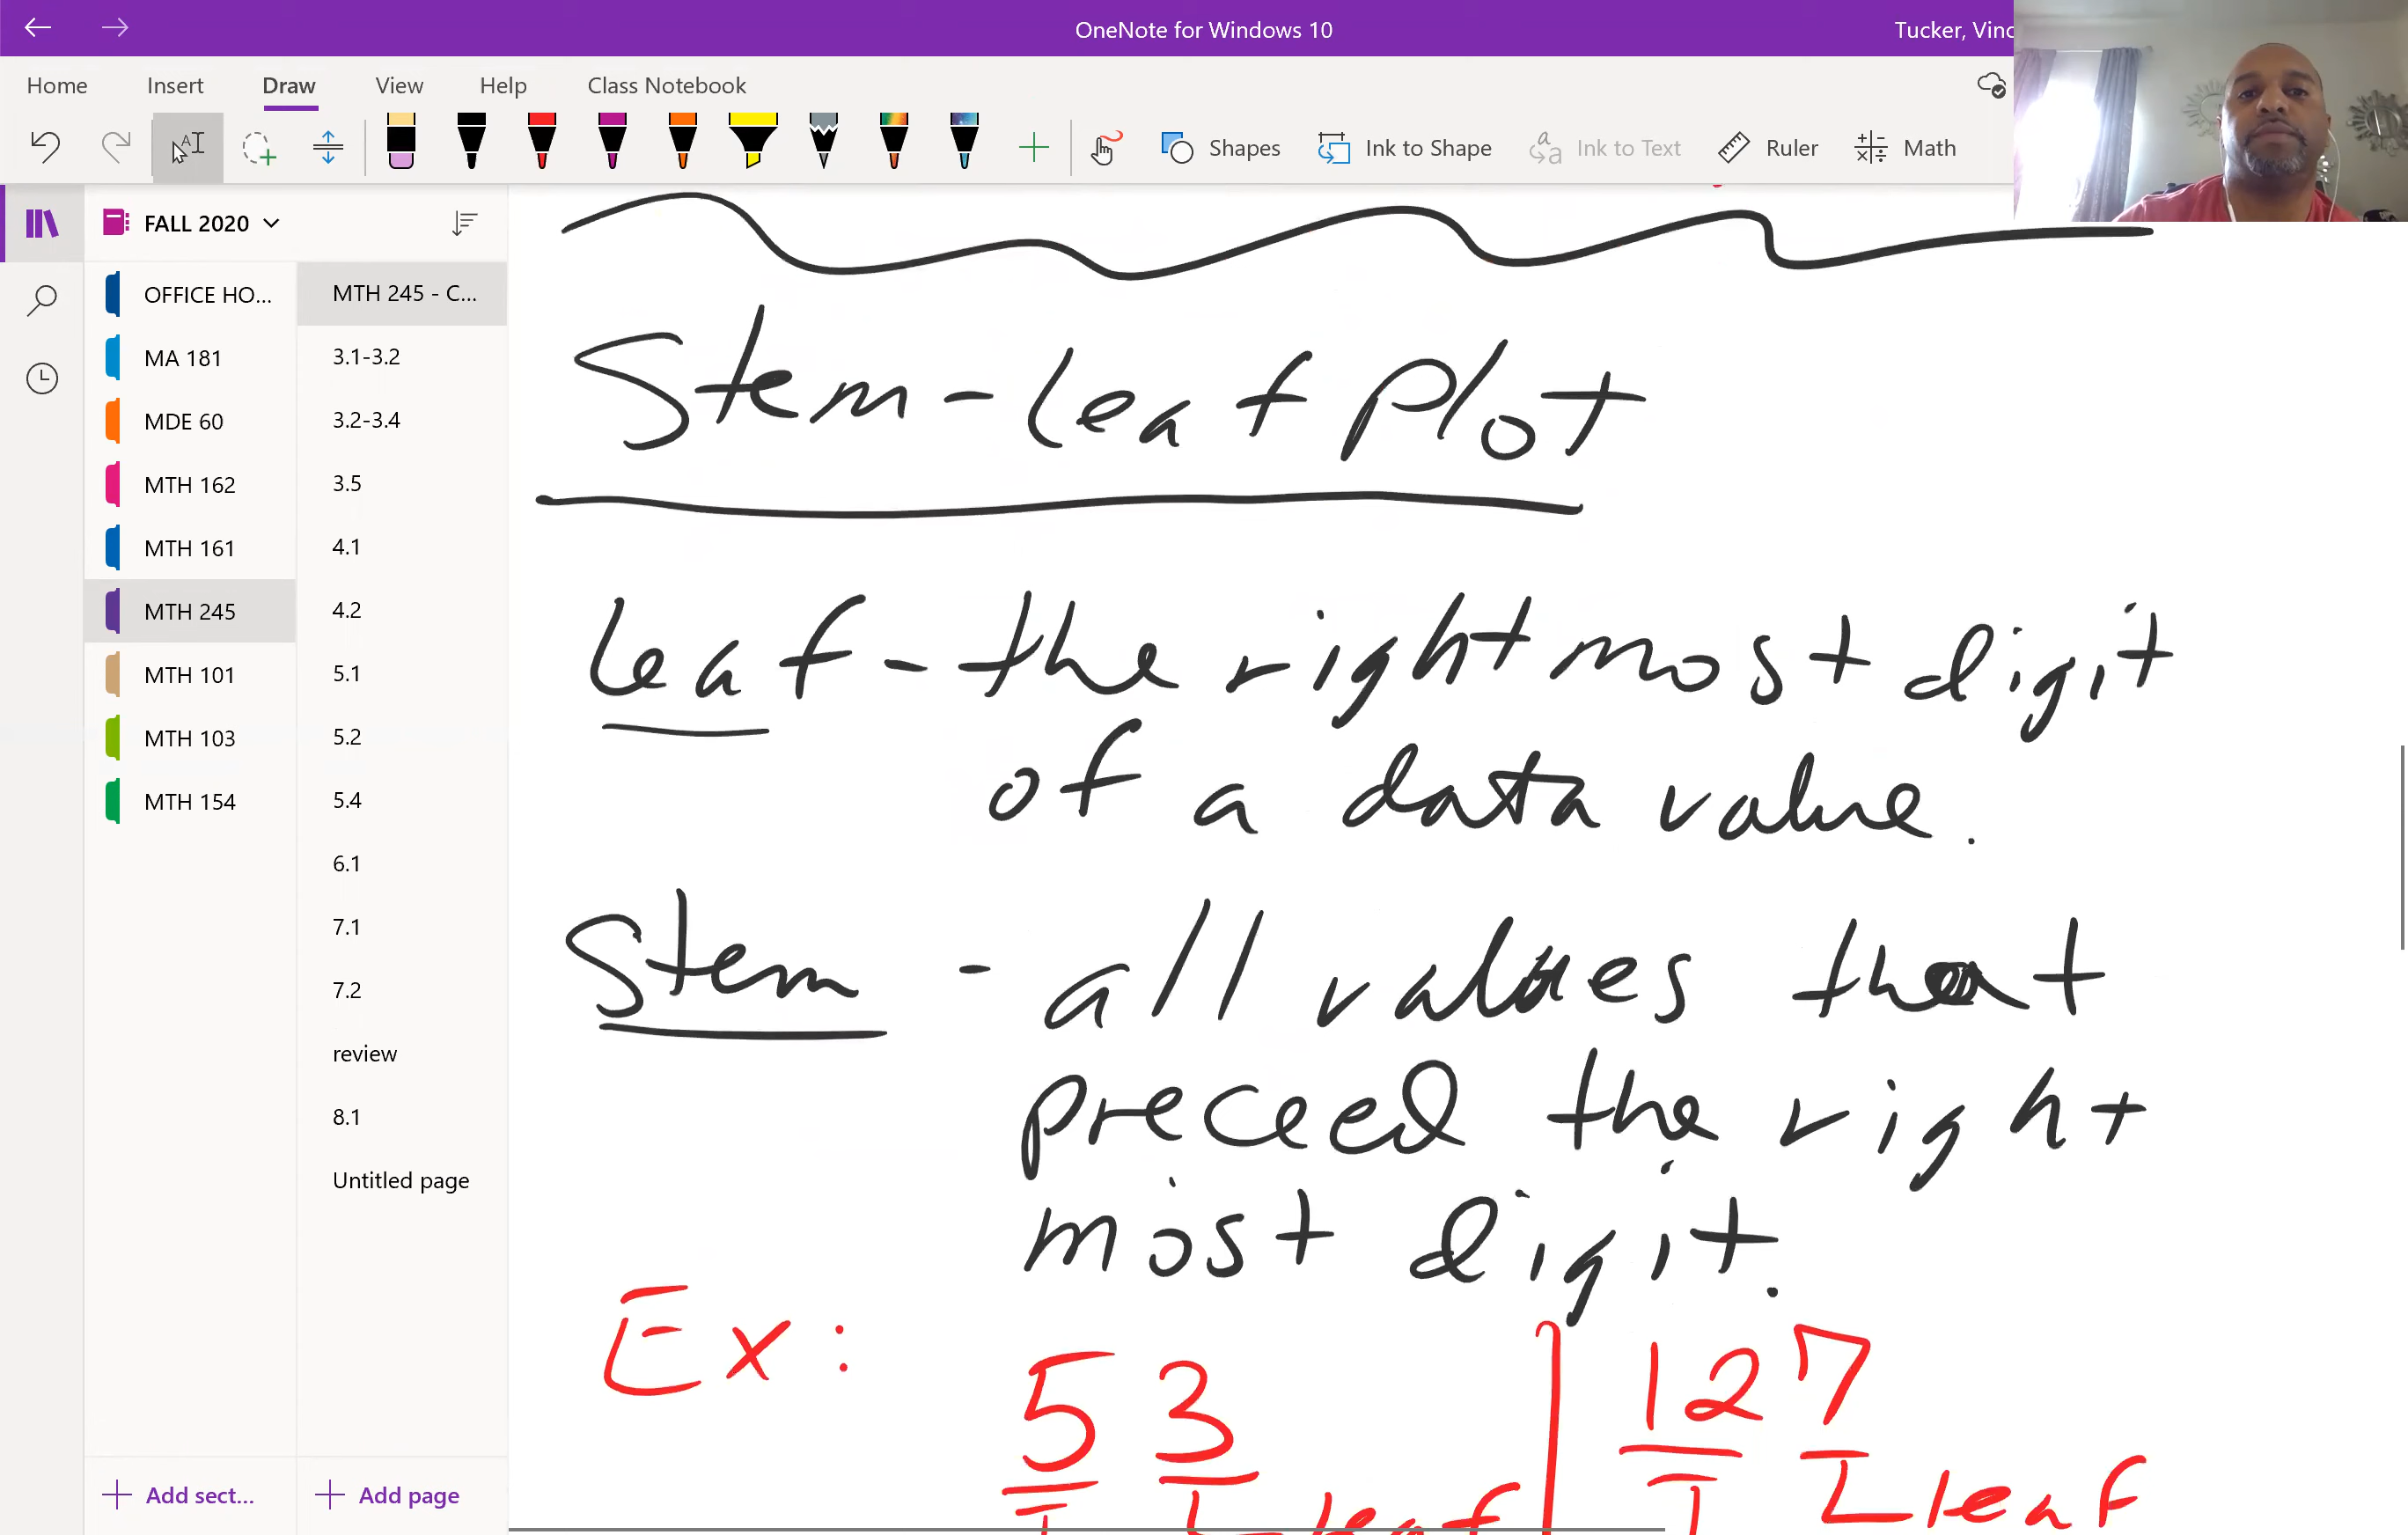 OneNote for Windows 10
Tucker, Vinc
Home Insert Draw View Help Class Notebook
Shapes Ink to Shape Ink to Text Ruler Math
FALL 2020
OFFICE HO...
MA 181
MDE 60
MTH 162
MTH 161
MTH 245
MTH 101
MTH 103
MTH 154
Add sect...
MTH 245 - C...
3.1-3.2
3.2-3.4
3.5
4.1
4.2
5.1
5.2
5.4
6.1
7.1
7.2
review
8.1
Untitled page
Add page
Stem-Leaf Plot
Leaf - the right most digit
of a data value.
Stem - all values that
preceed the right
most digit.
Ex:
53 127
leaf leaf